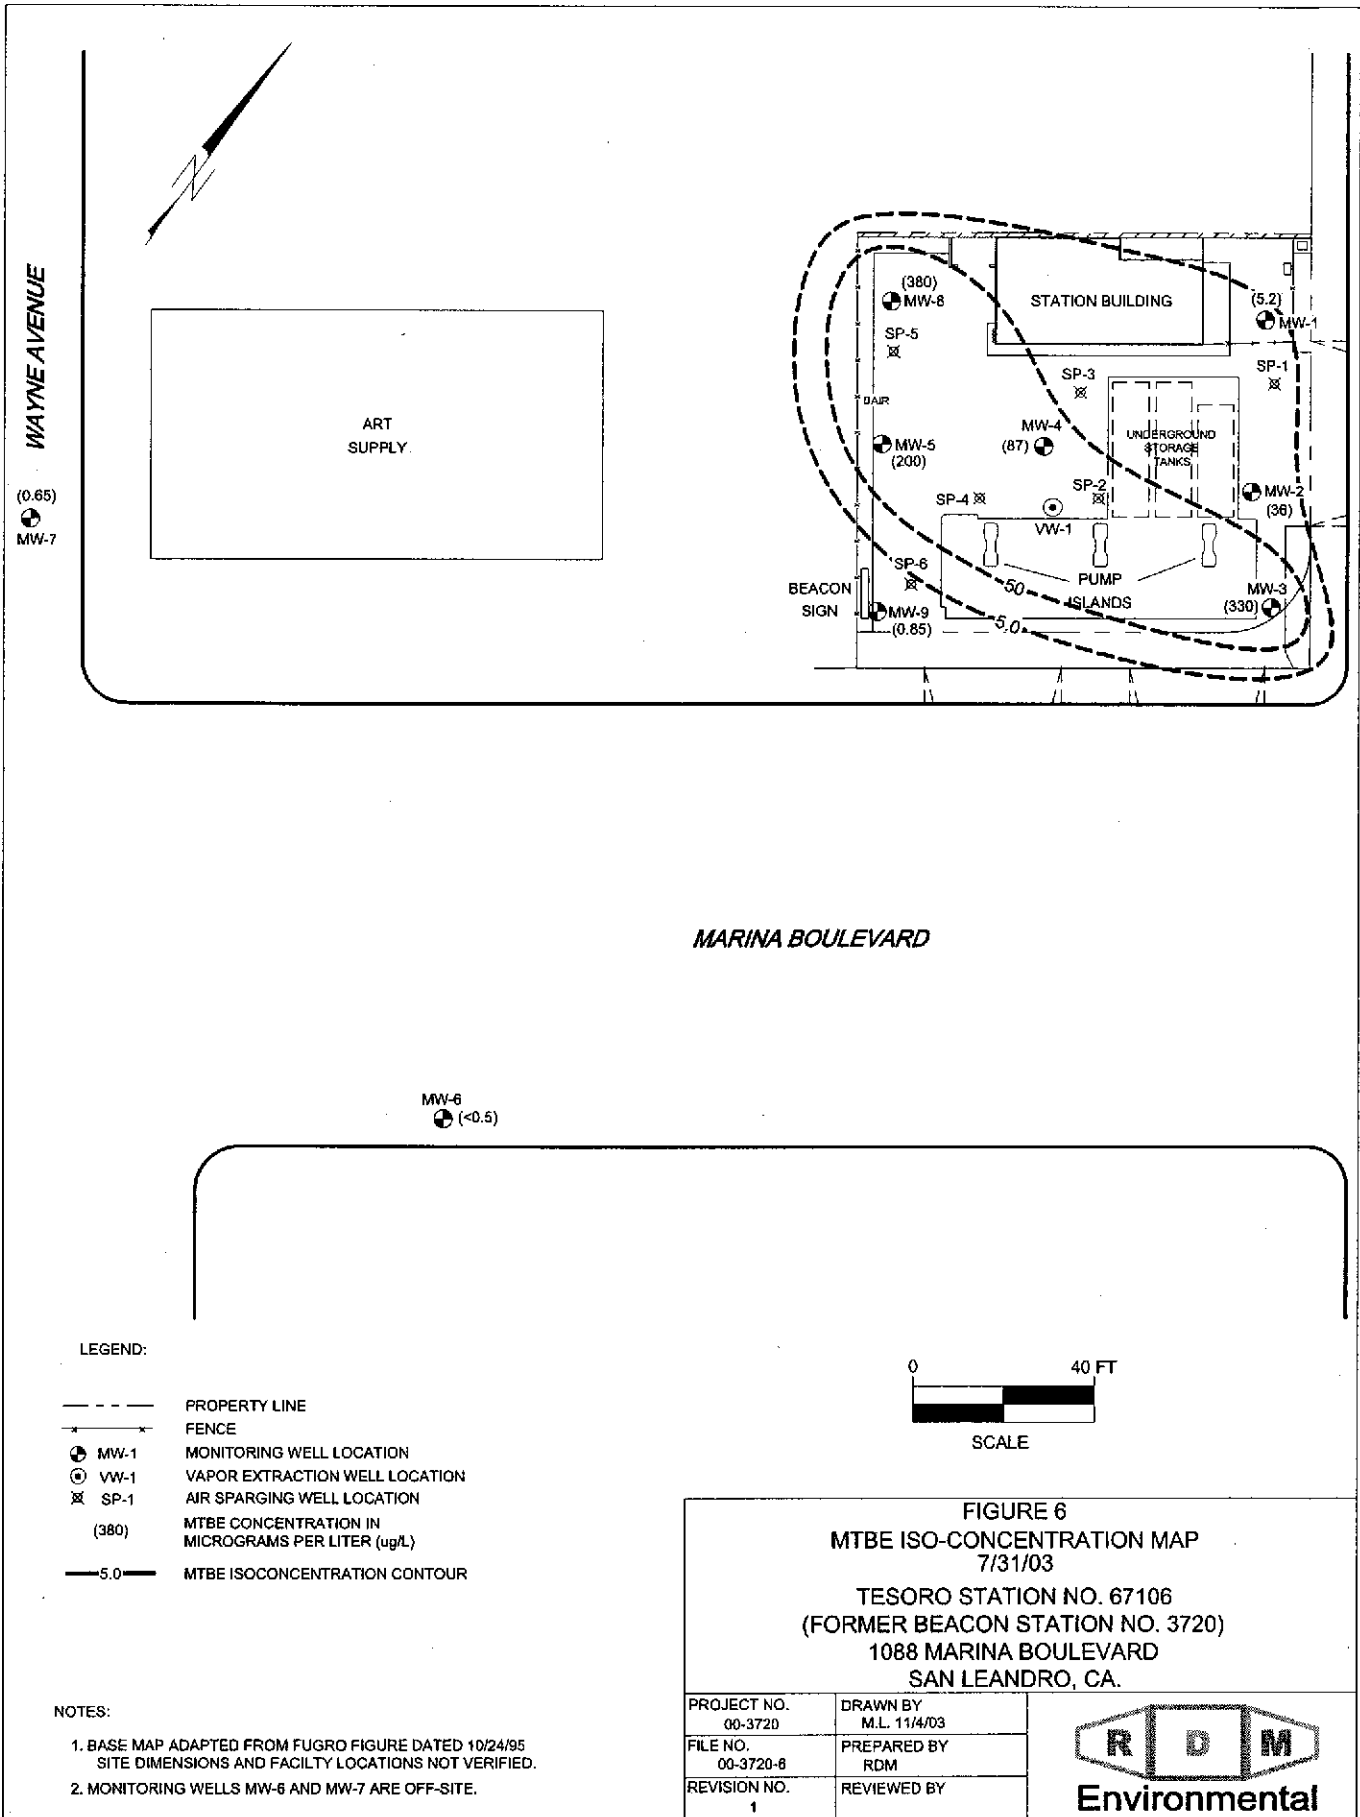 WAYNE AVENUE
ART
SUPPLY
(0.65)
MW-7
(380)
MW-8
SP-5
STATION BUILDING
(5.2)
MW-1
SP-1
SP-3
AIR
MW-4
(87)
MW-5
(200)
UNDERGROUND
STORAGE
TANKS
SP-4
SP-2
VW-1
MW-2
(36)
SP-6
BEACON
SIGN
MW-9
(0.85)
50
5.0
PUMP
ISLANDS
MW-3
(330)
MARINA BOULEVARD
MW-6
(<0.5)
LEGEND:
PROPERTY LINE
FENCE
MW-1 MONITORING WELL LOCATION
VW-1 VAPOR EXTRACTION WELL LOCATION
SP-1 AIR SPARGING WELL LOCATION
(380) MTBE CONCENTRATION IN
MICROGRAMS PER LITER (ug/L)
5.0 MTBE ISOCONCENTRATION CONTOUR
0 40 FT
SCALE
NOTES:
1. BASE MAP ADAPTED FROM FUGRO FIGURE DATED 10/24/95
SITE DIMENSIONS AND FACILTY LOCATIONS NOT VERIFIED.
2. MONITORING WELLS MW-6 AND MW-7 ARE OFF-SITE.
FIGURE 6
MTBE ISO-CONCENTRATION MAP
7/31/03
TESORO STATION NO. 67106
(FORMER BEACON STATION NO. 3720)
1088 MARINA BOULEVARD
SAN LEANDRO, CA.
PROJECT NO.
00-3720
DRAWN BY
M.L. 11/4/03
FILE NO.
00-3720-6
PREPARED BY
RDM
REVISION NO.
1
REVIEWED BY
R D M
Environmental